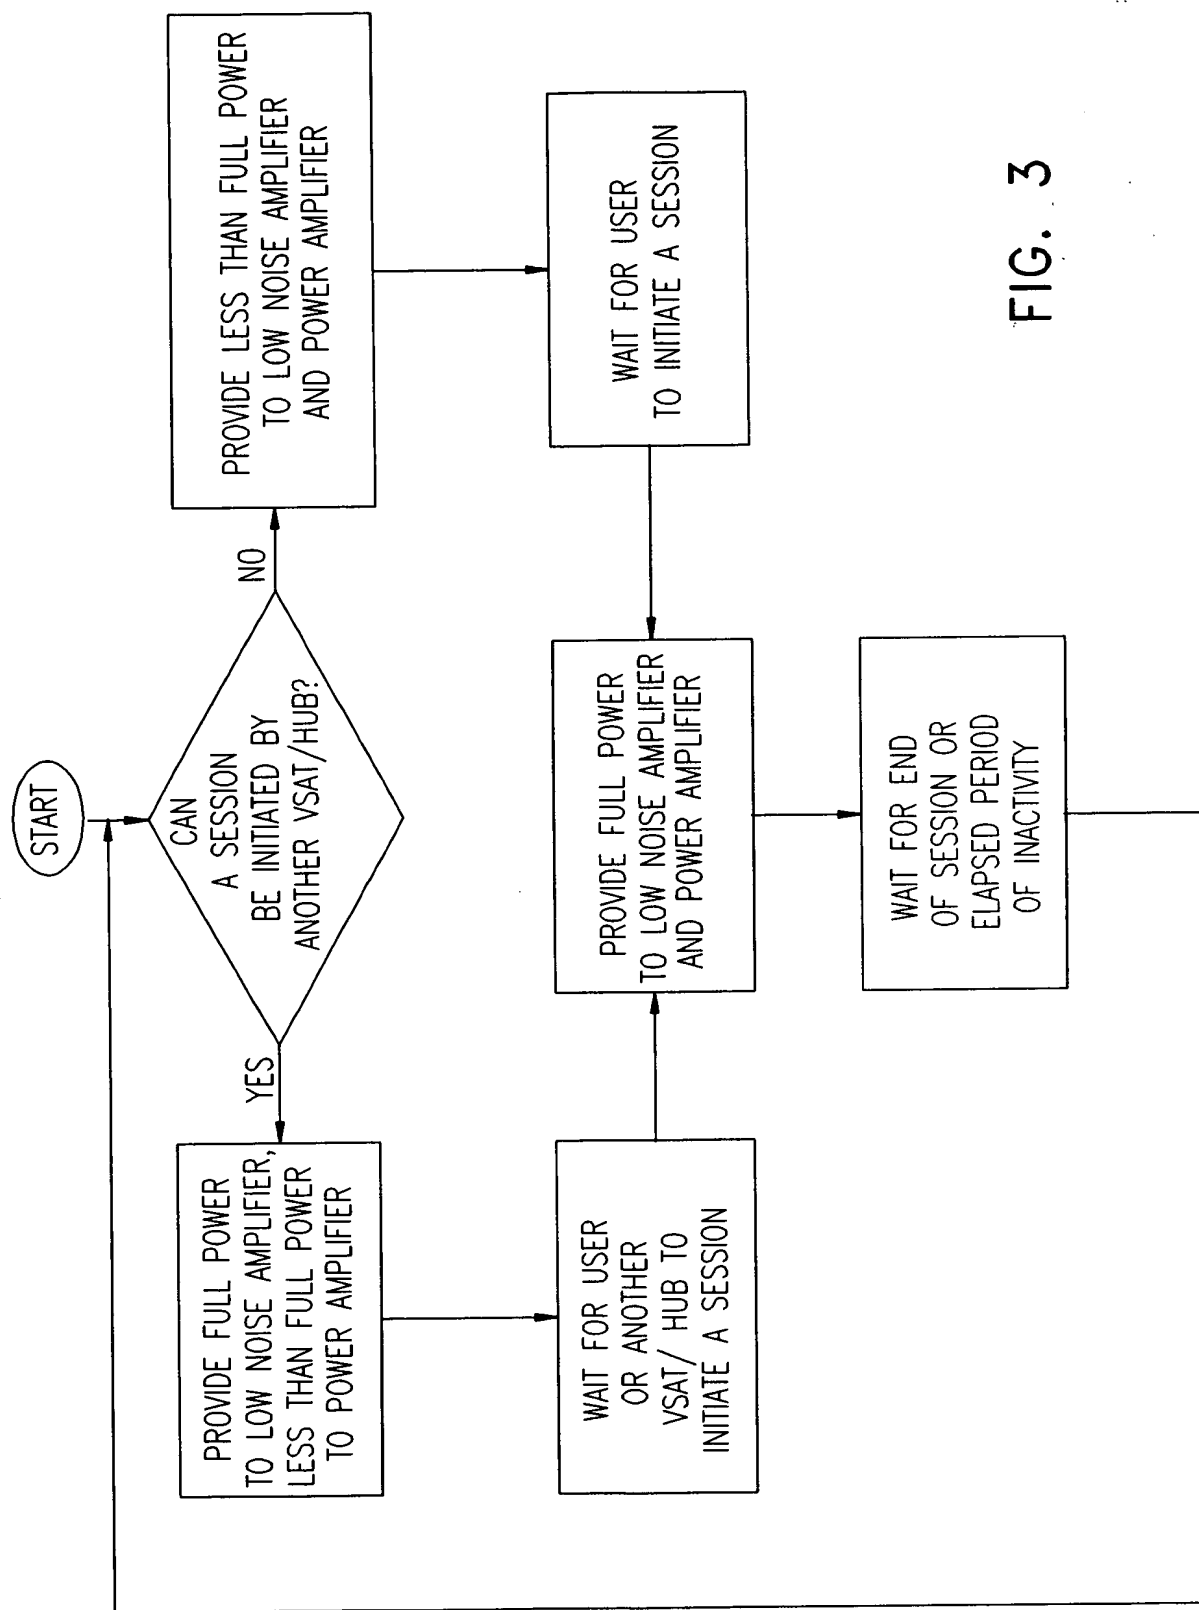 START
CAN
A SESSION
BE INITIATED BY
ANOTHER VSAT/HUB?
YES
NO
PROVIDE FULL POWER
TO LOW NOISE AMPLIFIER,
LESS THAN FULL POWER
TO POWER AMPLIFIER
PROVIDE LESS THAN FULL POWER
TO LOW NOISE AMPLIFIER
AND POWER AMPLIFIER
WAIT FOR USER
OR ANOTHER
VSAT/ HUB TO
INITIATE A SESSION
WAIT FOR USER
TO INITIATE A SESSION
PROVIDE FULL POWER
TO LOW NOISE AMPLIFIER
AND POWER AMPLIFIER
WAIT FOR END
OF SESSION OR
ELAPSED PERIOD
OF INACTIVITY
FIG. 3